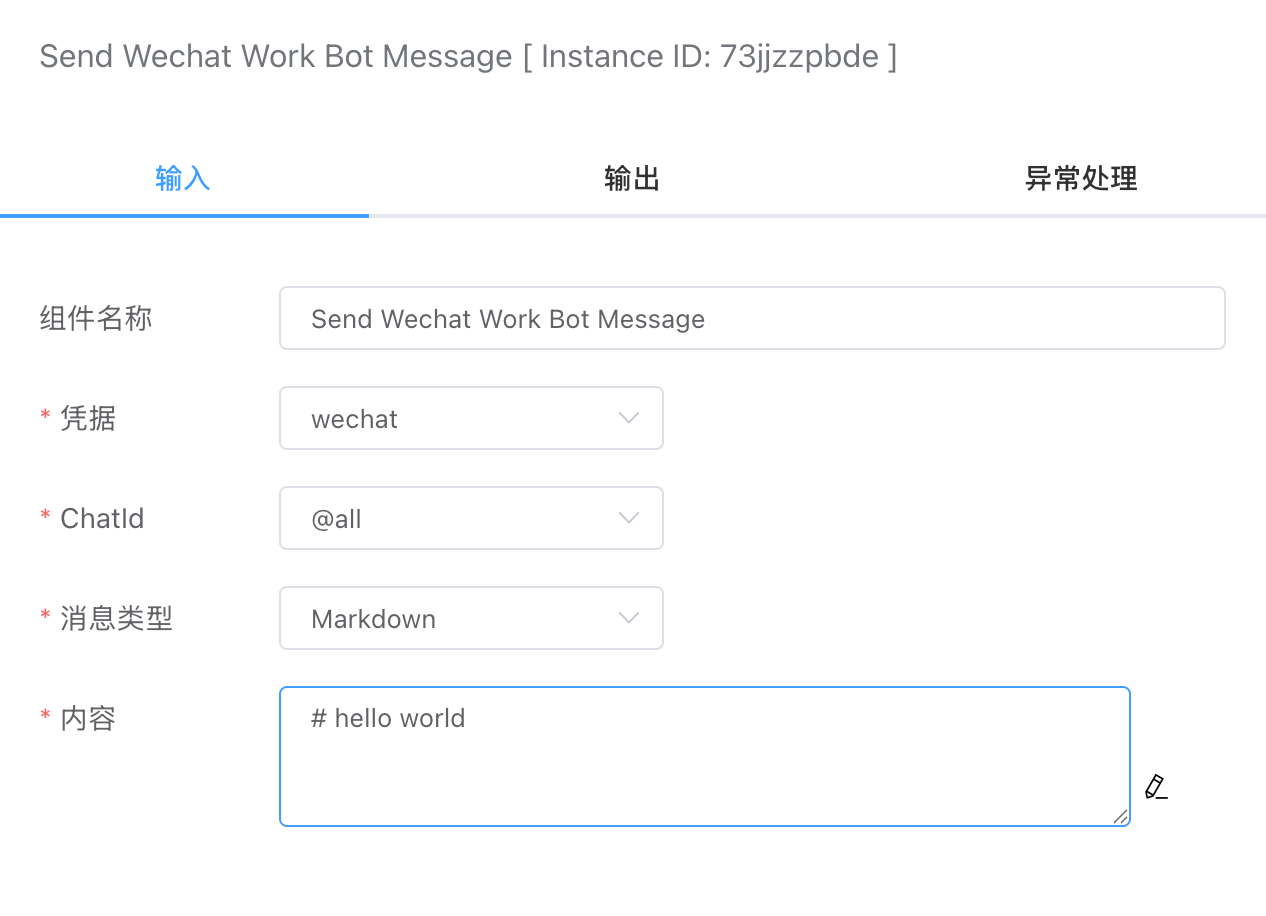 Send Wechat Work Bot Message [ Instance ID: 73jjzzpbde ]
输入 输出 异常处理
组件名称 Send Wechat Work Bot Message
* 凭据 wechat
* ChatId @all
* 消息类型 Markdown
* 内容 # hello world